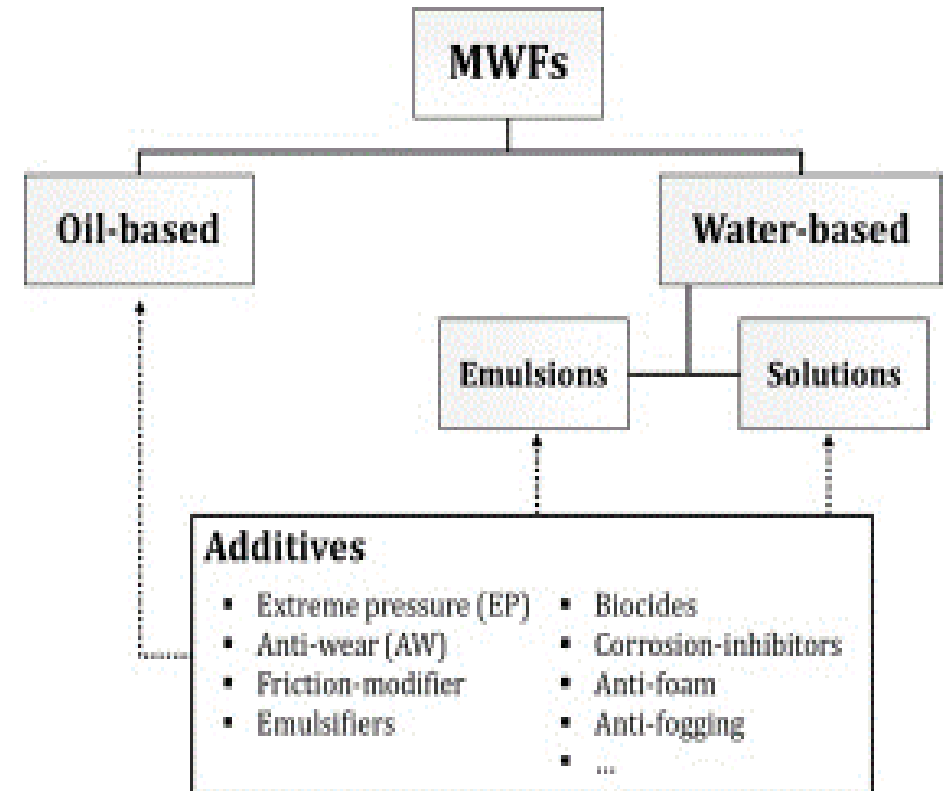 MWFs
Oil-based
Water-based
Emulsions
Solutions
Additives
▪ Extreme pressure (EP)
▪ Anti-wear (AW)
▪ Friction-modifier
▪ Emulsifiers
▪ Biocides
▪ Corrosion-inhibitors
▪ Anti-foam
▪ Anti-fogging
▪ ...